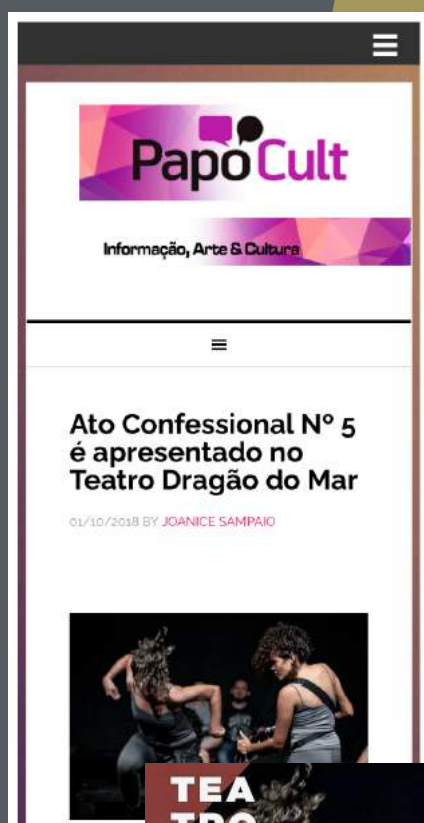 PapoCult
Informação, Arte & Cultura
Ato Confessional Nº 5
é apresentado no
Teatro Dragão do Mar
01/10/2018 BY JOANICE SAMPAIO
TEA
TRO